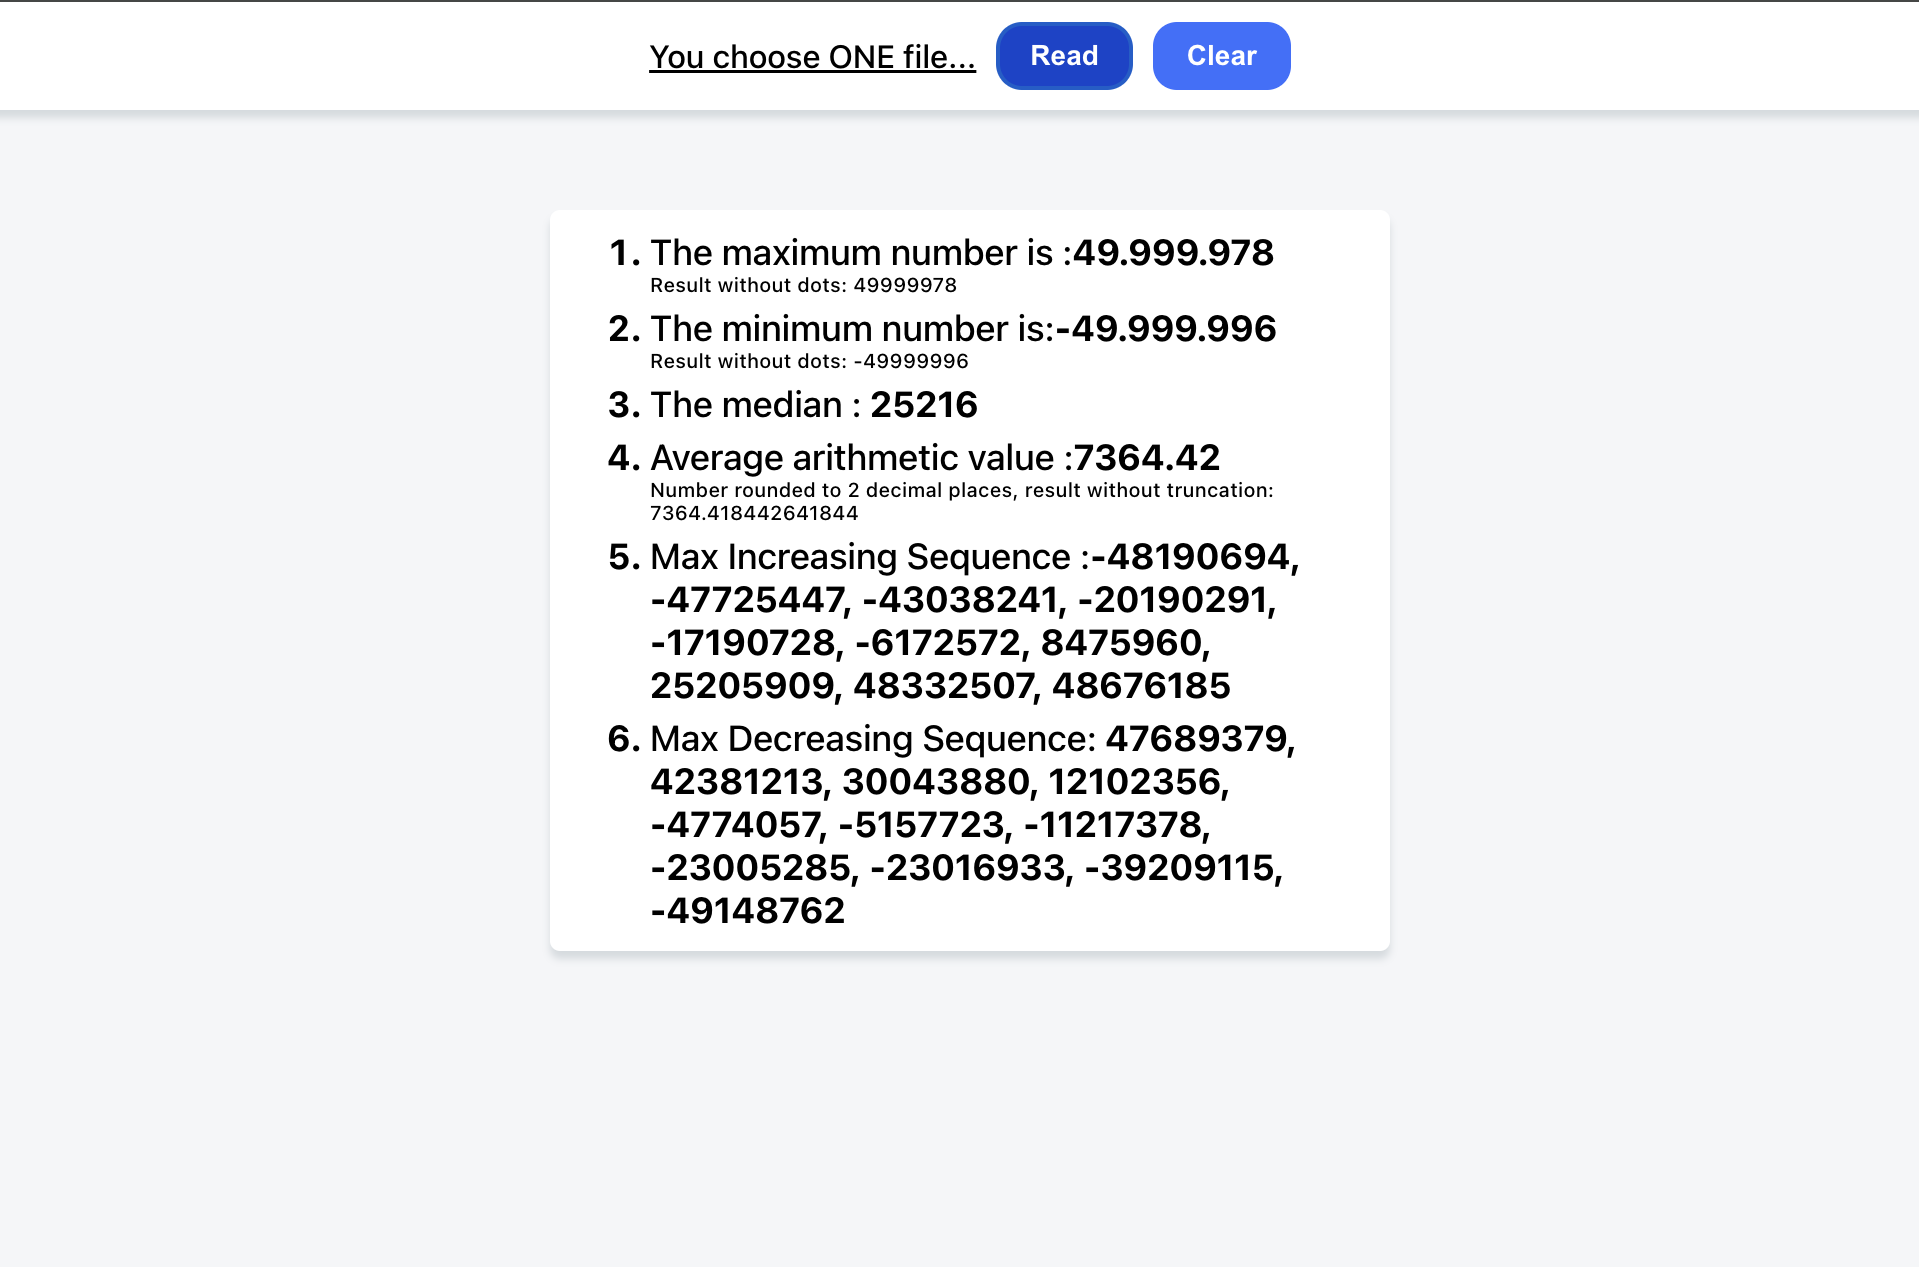 You choose ONE file...
Read
Clear
1. The maximum number is :49.999.978
Result without dots: 49999978
2. The minimum number is:-49.999.996
Result without dots: -49999996
3. The median : 25216
4. Average arithmetic value :7364.42
Number rounded to 2 decimal places, result without truncation:
7364.418442641844
5. Max Increasing Sequence :-48190694,
-47725447, -43038241, -20190291,
-17190728, -6172572, 8475960,
25205909, 48332507, 48676185
6. Max Decreasing Sequence: 47689379,
42381213, 30043880, 12102356,
-4774057, -5157723, -11217378,
-23005285, -23016933, -39209115,
-49148762